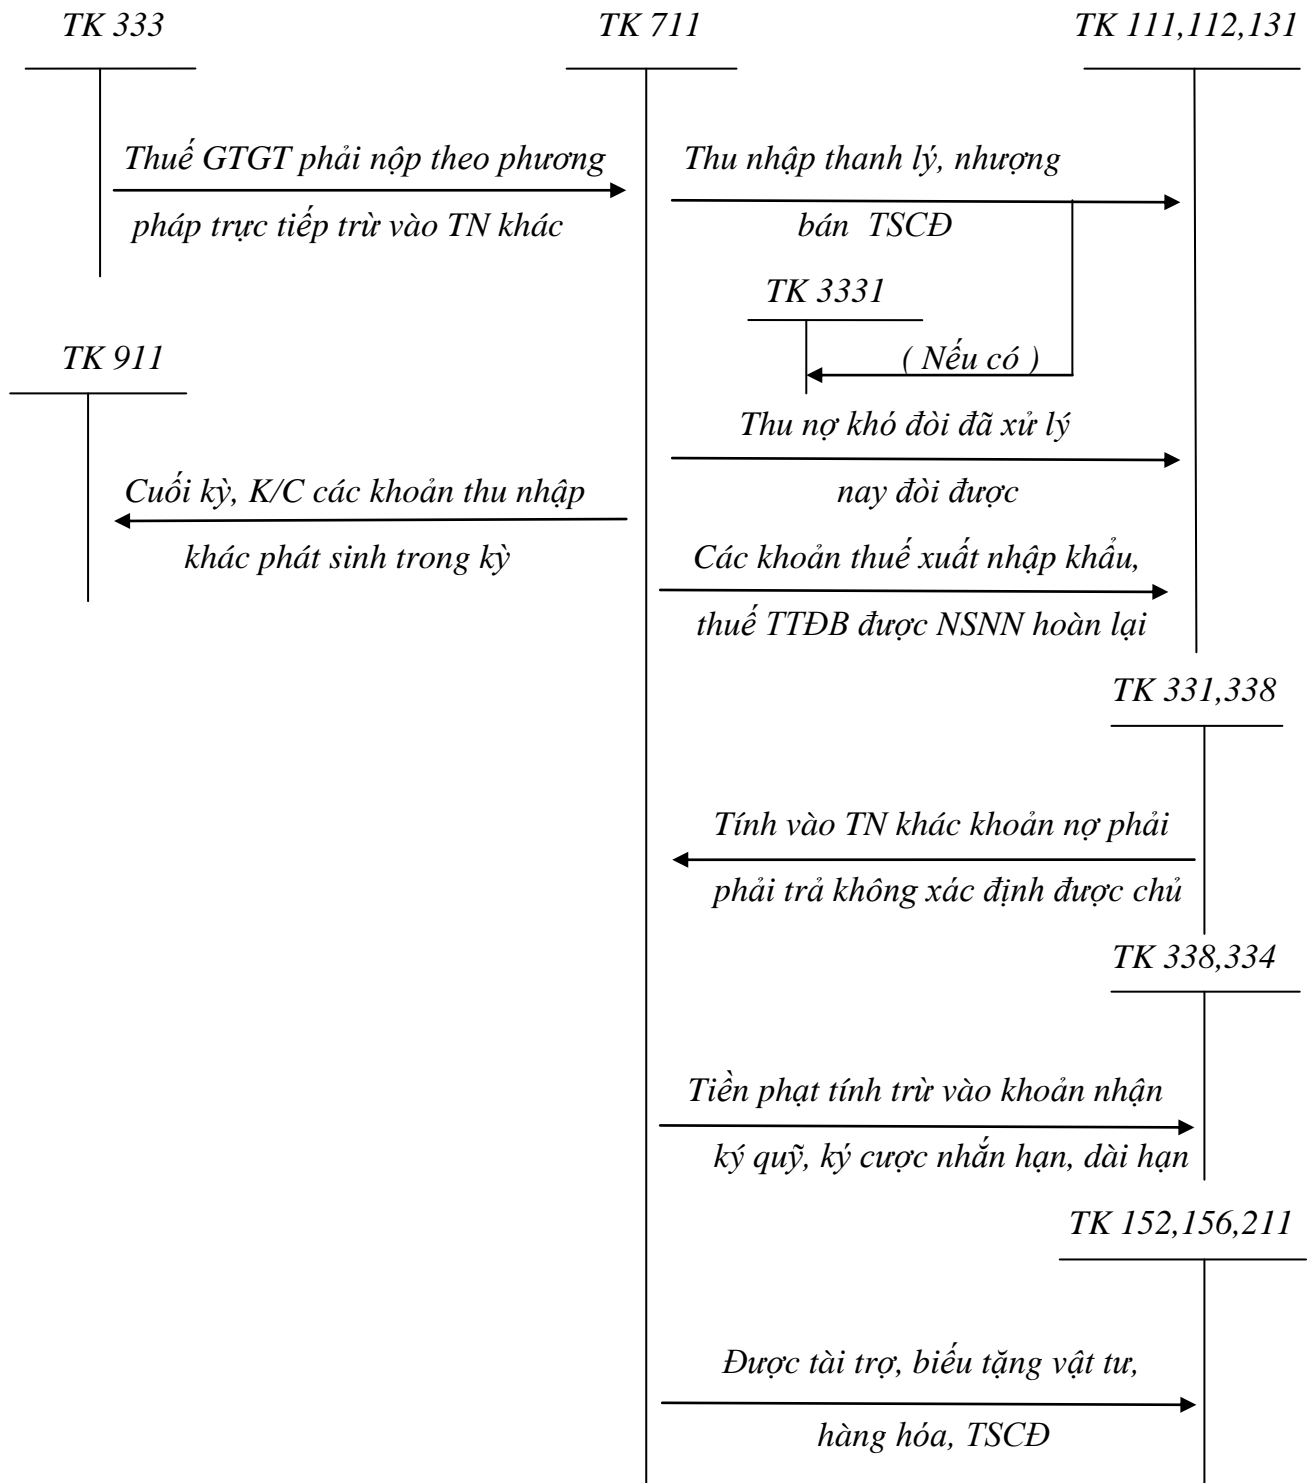 TK 333
TK 711
TK 111,112,131
Thuế GTGT phải nộp theo phương
pháp trực tiếp trừ vào TN khác
Thu nhập thanh lý, nhượng
bán TSCĐ
TK 3331
( Nếu có )
TK 911
Thu nợ khó đòi đã xử lý
nay đòi được
Cuối kỳ, K/C các khoản thu nhập
khác phát sinh trong kỳ
Các khoản thuế xuất nhập khẩu,
thuế TTĐB được NSNN hoàn lại
TK 331,338
Tính vào TN khác khoản nợ phải
phải trả không xác định được chủ
TK 338,334
Tiền phạt tính trừ vào khoản nhận
ký quỹ, ký cược nhắn hạn, dài hạn
TK 152,156,211
Được tài trợ, biếu tặng vật tư,
hàng hóa, TSCĐ